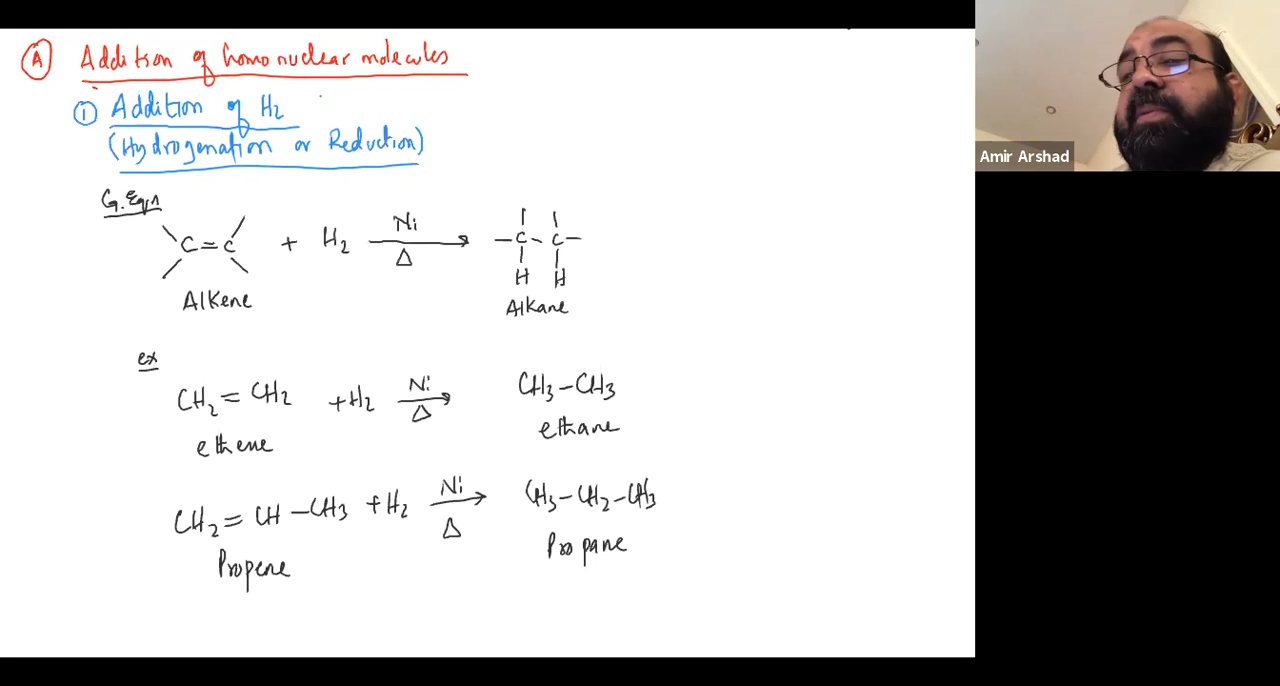 A Addition of homonuclear molecules
① Addition of H2
(Hydrogenation or Reduction)
G. Eqn
C=C + H2 Ni Δ -C-C-
H H
Alkene Alkane
ex
CH2=CH2 +H2 Ni Δ CH3-CH3
ethene ethane
CH2=CH-CH3 +H2 Ni Δ CH3-CH2-CH3
Propene Propane
Amir Arshad